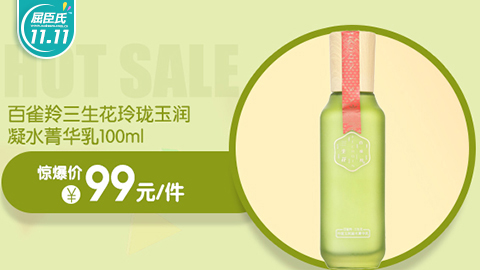 屈臣氏
11.11
HOT SALE
百雀羚三生花玲珑玉润
凝水菁华乳100ml
惊爆价
¥99元/件